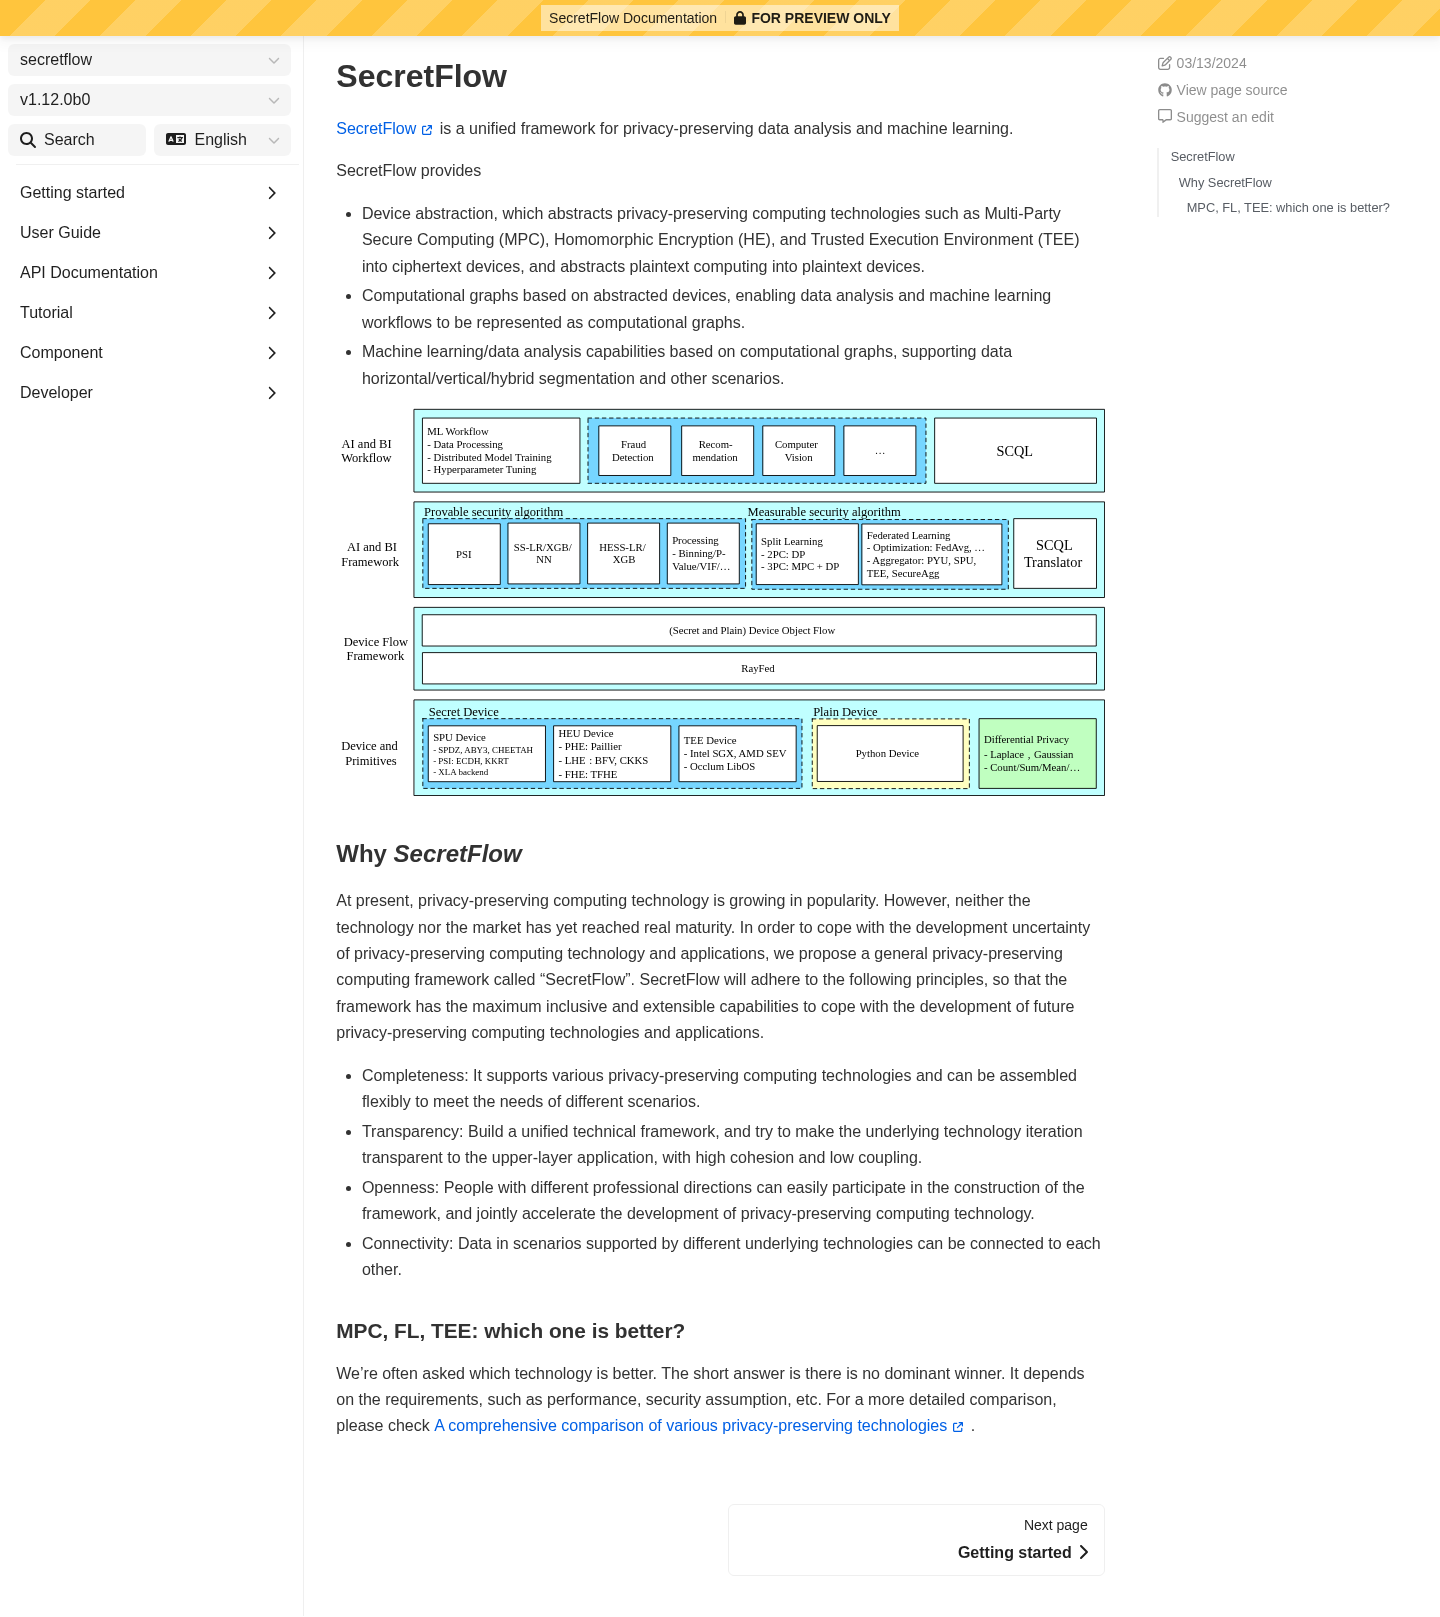 SecretFlow Documentation FOR PREVIEW ONLY
secretflow
v1.12.0b0
Search English
Getting started
User Guide
API Documentation
Tutorial
Component
Developer
SecretFlow
SecretFlow is a unified framework for privacy-preserving data analysis and machine learning.
SecretFlow provides
Device abstraction, which abstracts privacy-preserving computing technologies such as Multi-Party
Secure Computing (MPC), Homomorphic Encryption (HE), and Trusted Execution Environment (TEE)
into ciphertext devices, and abstracts plaintext computing into plaintext devices.
Computational graphs based on abstracted devices, enabling data analysis and machine learning
workflows to be represented as computational graphs.
Machine learning/data analysis capabilities based on computational graphs, supporting data
horizontal/vertical/hybrid segmentation and other scenarios.
AI and BI
Workflow
ML Workflow
- Data Processing
- Distributed Model Training
- Hyperparameter Tuning
Fraud
Detection
Recom-
mendation
Computer
Vision
…
SCQL
AI and BI
Framework
Provable security algorithm
PSI
SS-LR/XGB/
NN
HESS-LR/
XGB
Processing
- Binning/P-
Value/VIF/…
Measurable security algorithm
Split Learning
- 2PC: DP
- 3PC: MPC + DP
Federated Learning
- Optimization: FedAvg, …
- Aggregator: PYU, SPU,
TEE, SecureAgg
SCQL
Translator
Device Flow
Framework
(Secret and Plain) Device Object Flow
RayFed
Device and
Primitives
Secret Device
SPU Device
- SPDZ, ABY3, CHEETAH
- PSI: ECDH, KKRT
- XLA backend
HEU Device
- PHE: Paillier
- LHE：BFV, CKKS
- FHE: TFHE
TEE Device
- Intel SGX, AMD SEV
- Occlum LibOS
Plain Device
Python Device
Differential Privacy
- Laplace，Gaussian
- Count/Sum/Mean/…
Why SecretFlow
At present, privacy-preserving computing technology is growing in popularity. However, neither the
technology nor the market has yet reached real maturity. In order to cope with the development uncertainty
of privacy-preserving computing technology and applications, we propose a general privacy-preserving
computing framework called “SecretFlow”. SecretFlow will adhere to the following principles, so that the
framework has the maximum inclusive and extensible capabilities to cope with the development of future
privacy-preserving computing technologies and applications.
Completeness: It supports various privacy-preserving computing technologies and can be assembled
flexibly to meet the needs of different scenarios.
Transparency: Build a unified technical framework, and try to make the underlying technology iteration
transparent to the upper-layer application, with high cohesion and low coupling.
Openness: People with different professional directions can easily participate in the construction of the
framework, and jointly accelerate the development of privacy-preserving computing technology.
Connectivity: Data in scenarios supported by different underlying technologies can be connected to each
other.
MPC, FL, TEE: which one is better?
We’re often asked which technology is better. The short answer is there is no dominant winner. It depends
on the requirements, such as performance, security assumption, etc. For a more detailed comparison,
please check A comprehensive comparison of various privacy-preserving technologies .
Next page
Getting started
03/13/2024
View page source
Suggest an edit
SecretFlow
Why SecretFlow
MPC, FL, TEE: which one is better?